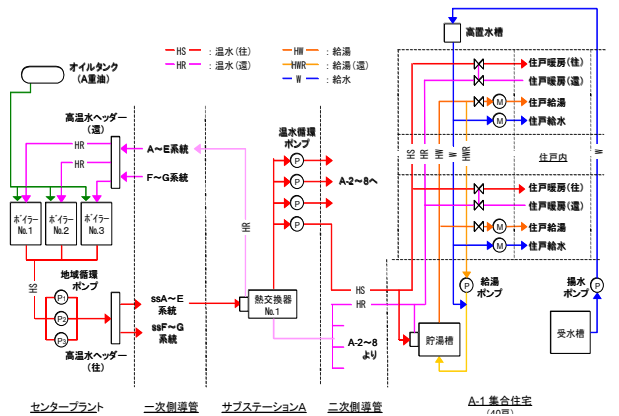 高置水槽
HS : 温水(往)
HR : 温水(還)
HW : 給湯
HWR : 給湯(還)
W : 給水
オイルタンク
(A重油)
高温水ヘッダー
(還)
HR
HR
HR
A～E系統
F～G系統
ボイラー
No.1
ボイラー
No.2
ボイラー
No.3
HS
地域循環
ポンプ
P1
P2
P3
高温水ヘッダー
(往)
ssA～E
系統
ssF～G
系統
HR
温水循環
ポンプ
P
P
P
P
A-2～8へ
熱交換器
No.1
HS
HR
A-2～8
より
住戸暖房(往)
住戸暖房(還)
M
住戸給湯
M
住戸給水
HS
HR
HW
W
HWR
住戸内
W
住戸暖房(往)
住戸暖房(還)
M
住戸給湯
M
住戸給水
P
給湯
ポンプ
揚水
ポンプ
P
貯湯槽
受水槽
センタープラント
一次側導管
サブステーションA
二次側導管
A-1 集合住宅
(40戸)